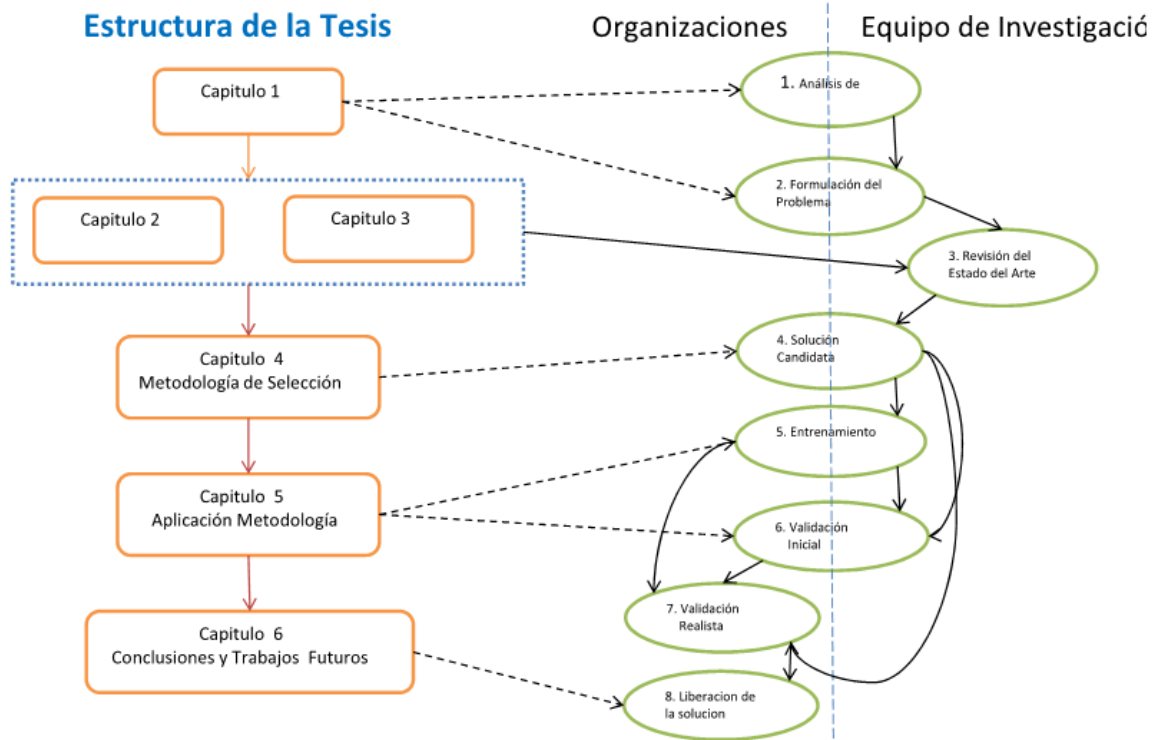 Estructura de la Tesis
Organizaciones
Equipo de Investigació
Capitulo 1
Capitulo 2
Capitulo 3
Capitulo 4
Metodología de Selección
Capitulo 5
Aplicación Metodología
Capitulo 6
Conclusiones y Trabajos Futuros
1. Análisis de
2. Formulación del
Problema
3. Revisión del
Estado del Arte
4. Solución
Candidata
5. Entrenamiento
6. Validación
Inicial
7. Validación
Realista
8. Liberacion de
la solucion